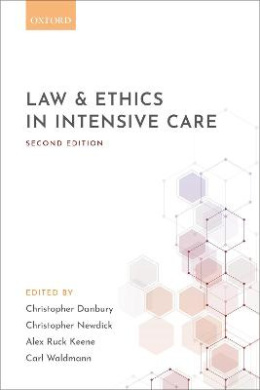 OXFORD
LAW & ETHICS
IN INTENSIVE CARE
SECOND EDITION
EDITED BY
Christopher Danbury
Christopher Newdick
Alex Ruck Keene
Carl Waldmann